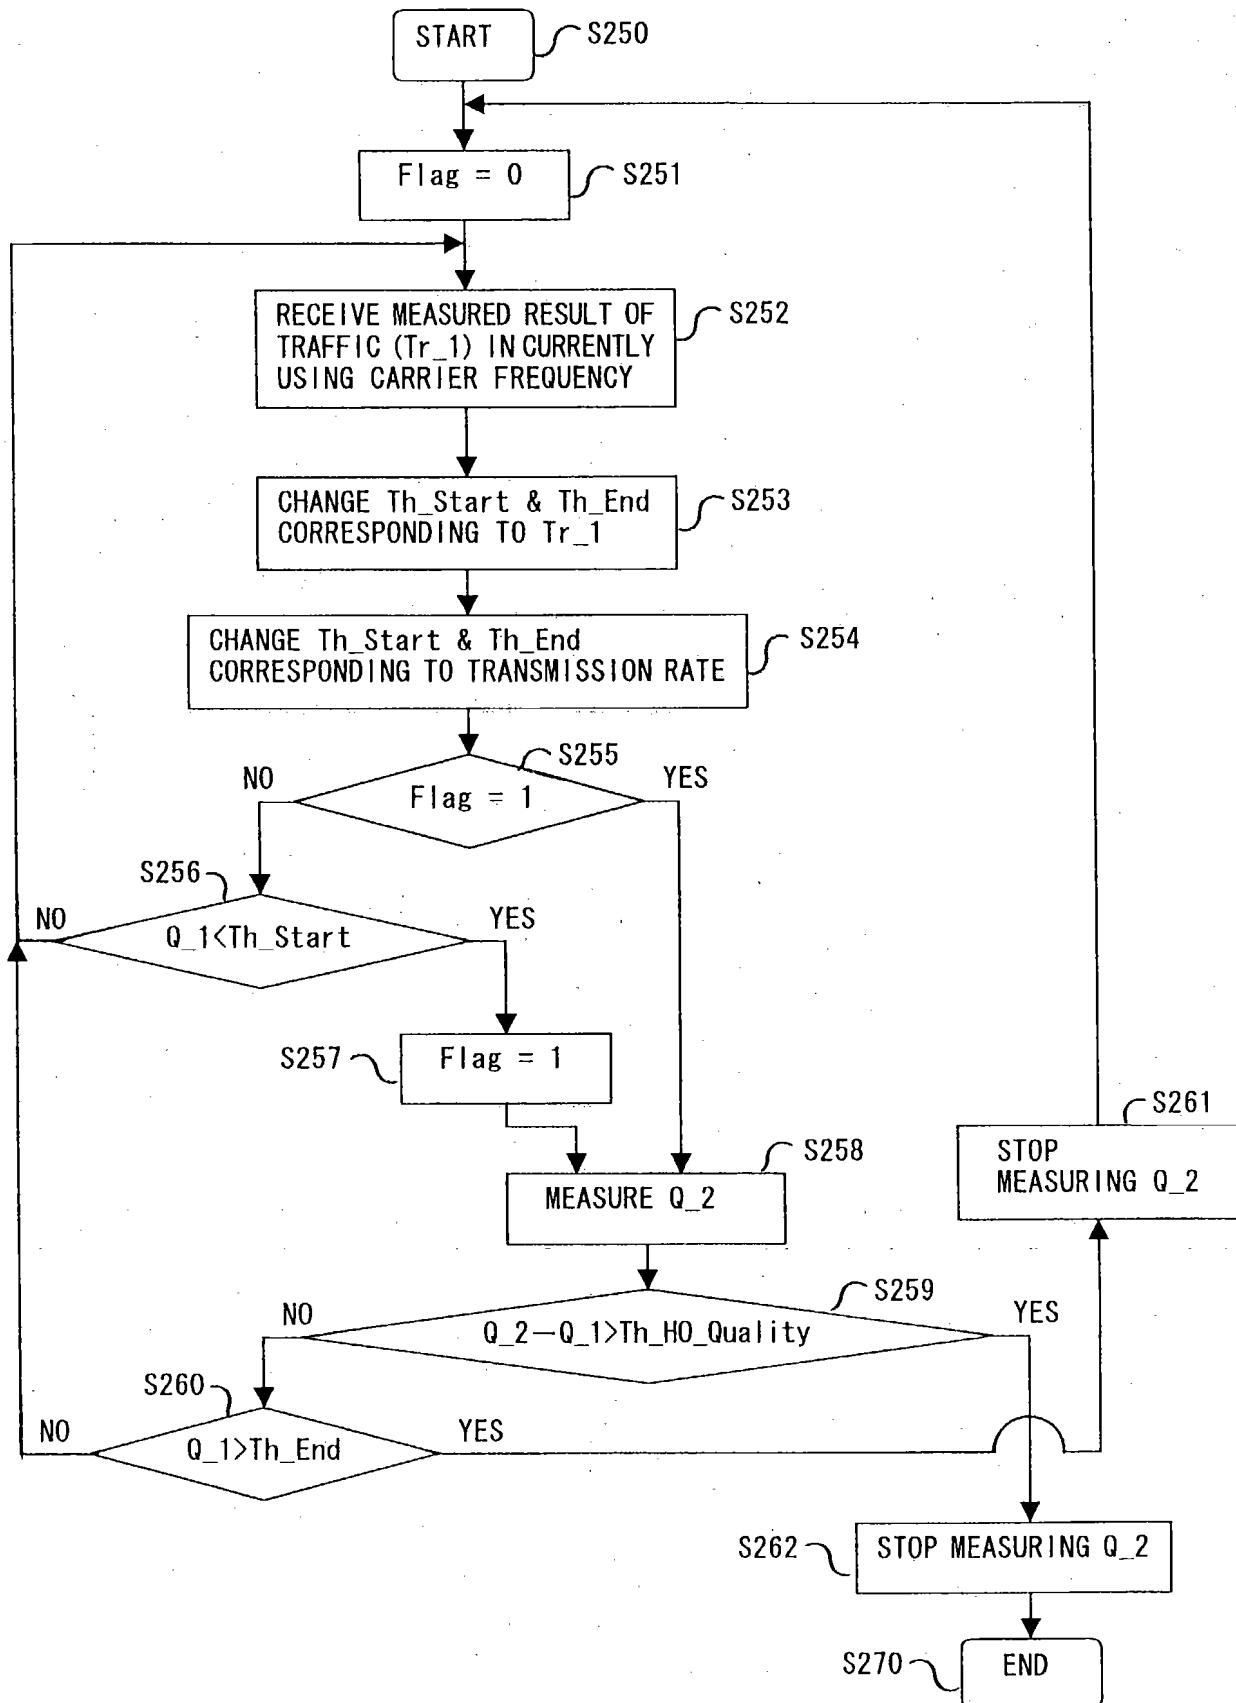 START
S250
Flag = 0
S251
RECEIVE MEASURED RESULT OF
TRAFFIC (Tr_1) IN CURRENTLY
USING CARRIER FREQUENCY
S252
CHANGE Th_Start & Th_End
CORRESPONDING TO Tr_1
S253
CHANGE Th_Start & Th_End
CORRESPONDING TO TRANSMISSION RATE
S254
S255
NO
Flag = 1
YES
S256
NO
Q_1<Th_Start
YES
S257
Flag = 1
S261
STOP
MEASURING Q_2
S258
MEASURE Q_2
S259
NO
Q_2-Q_1>Th_HO_Quality
YES
S260
NO
Q_1>Th_End
YES
S262
STOP MEASURING Q_2
S270
END